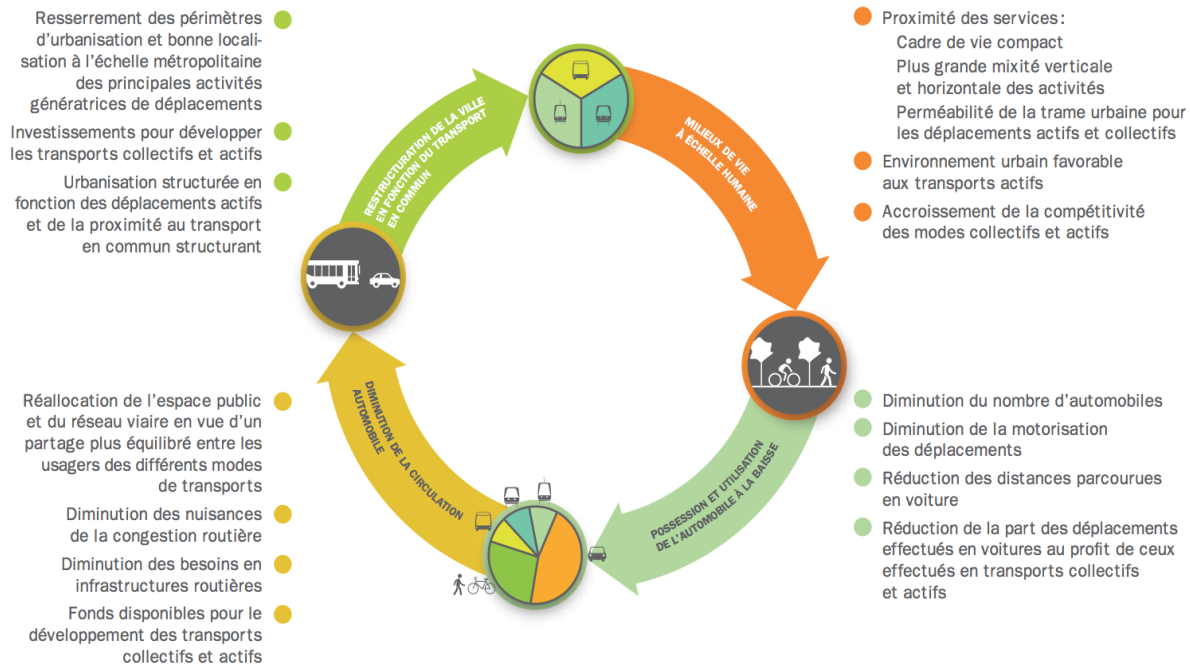 Resserrement des périmètres
d’urbanisation et bonne locali-
sation à l’échelle métropolitaine
des principales activités
génératrices de déplacements
Investissements pour développer
les transports collectifs et actifs
Urbanisation structurée en
fonction des déplacements actifs
et de la proximité au transport
en commun structurant
RESTRUCTURATION DE LA VILLE
EN FONCTION DU TRANSPORT
EN COMMUN
MILIEUX DE VIE
À ÉCHELLE HUMAINE
Proximité des services :
Cadre de vie compact
Plus grande mixité verticale
et horizontale des activités
Perméabilité de la trame urbaine pour
les déplacements actifs et collectifs
Environnement urbain favorable
aux transports actifs
Accroissement de la compétitivité
des modes collectifs et actifs
Réallocation de l’espace public
et du réseau viaire en vue d’un
partage plus équilibré entre les
usagers des différents modes
de transports
Diminution des nuisances
de la congestion routière
Diminution des besoins en
infrastructures routières
Fonds disponibles pour le
développement des transports
collectifs et actifs
DIMINUTION DE LA CIRCULATION
AUTOMOBILE
POSSESSION ET UTILISATION
DE L’AUTOMOBILE À LA BAISSE
Diminution du nombre d’automobiles
Diminution de la motorisation
des déplacements
Réduction des distances parcourues
en voiture
Réduction de la part des déplacements
effectués en voitures au profit de ceux
effectués en transports collectifs
et actifs